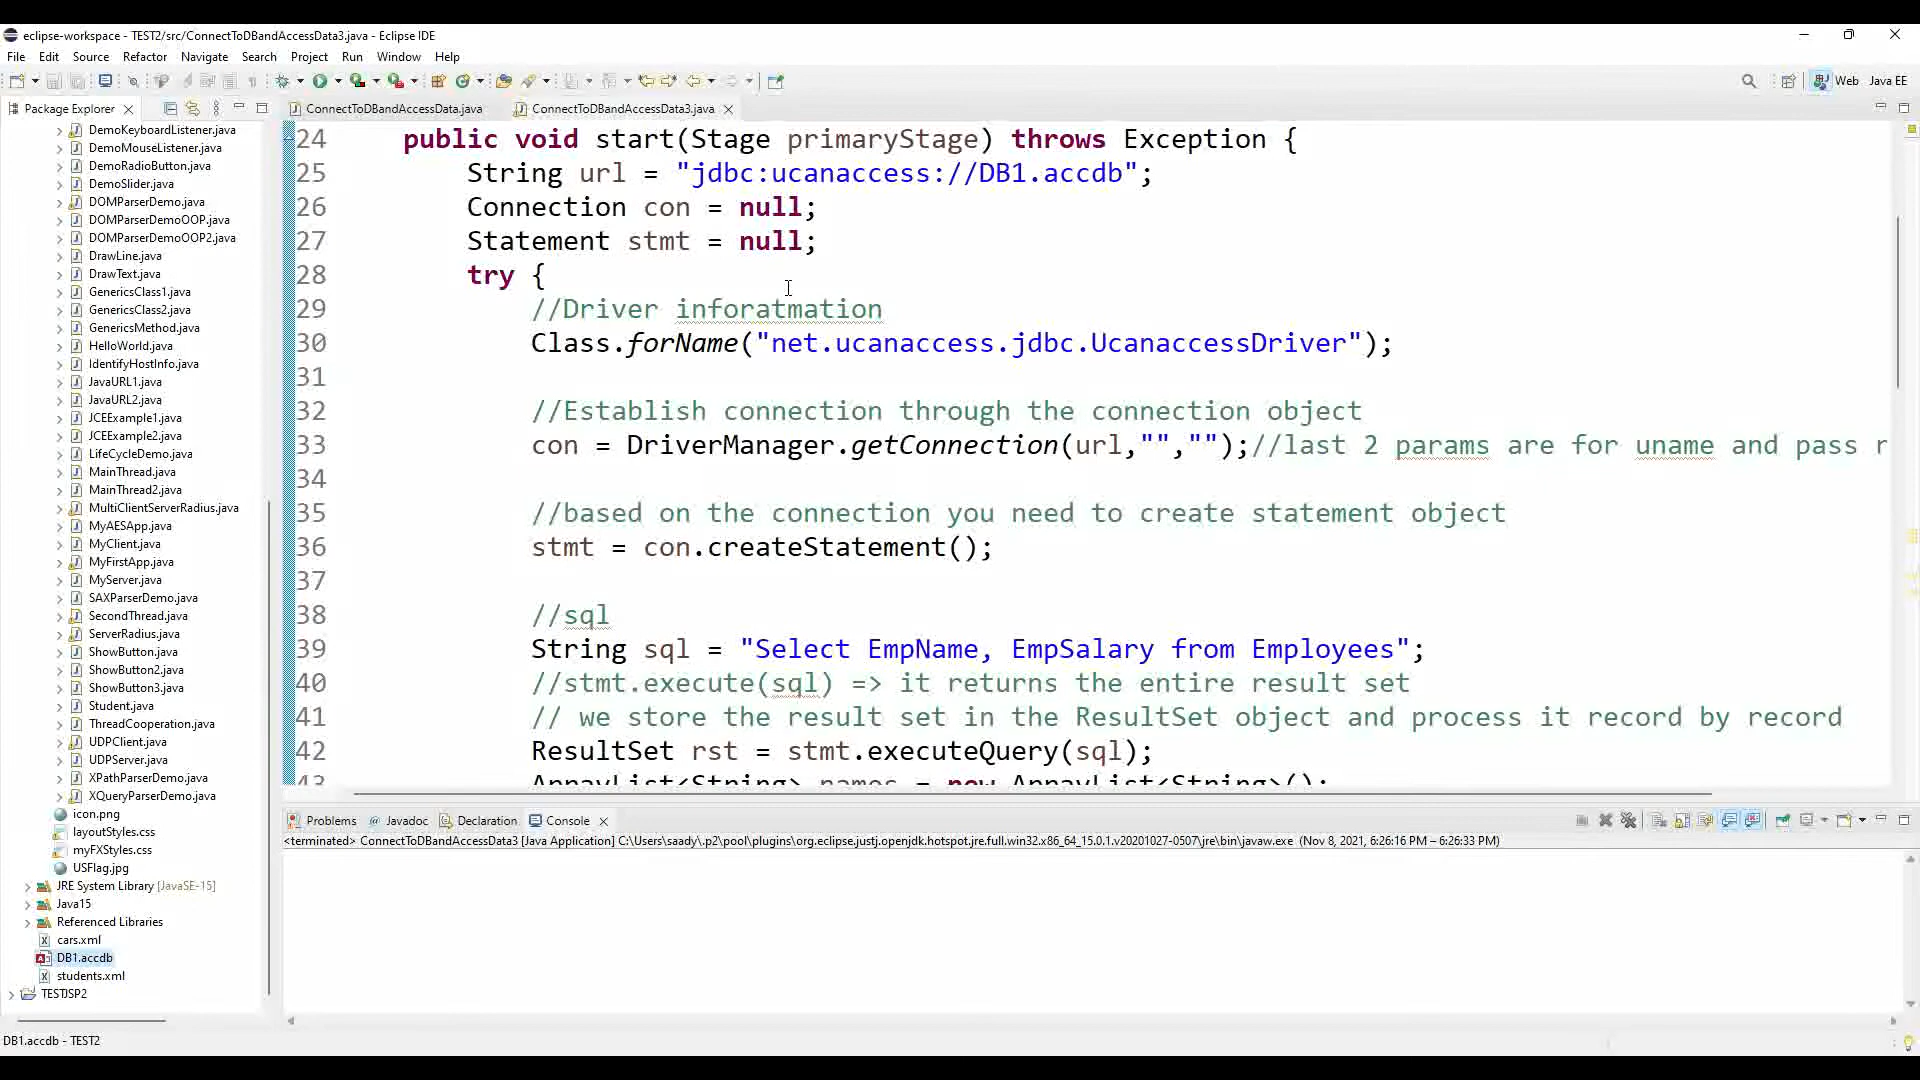 eclipse-workspace - TEST2/src/ConnectToDBandAccessData3.java - Eclipse IDE
File Edit Source Refactor Navigate Search Project Run Window Help
Web Java EE
Package Explorer
ConnectToDBandAccessData.java
ConnectToDBandAccessData3.java
DemoKeyboardListener.java
DemoMouseListener.java
DemoRadioButton.java
DemoSlider.java
DOMParserDemo.java
DOMParserDemoOOP.java
DOMParserDemoOOP2.java
DrawLine.java
DrawText.java
GenericsClass1.java
GenericsClass2.java
GenericsMethod.java
HelloWorld.java
IdentifyHostInfo.java
JavaURL1.java
JavaURL2.java
JCEExample1.java
JCEExample2.java
LifeCycleDemo.java
MainThread.java
MainThread2.java
MultiClientServerRadius.java
MyAESApp.java
MyClient.java
MyFirstApp.java
MyServer.java
SAXParserDemo.java
SecondThread.java
ServerRadius.java
ShowButton.java
ShowButton2.java
ShowButton3.java
Student.java
ThreadCooperation.java
UDPClient.java
UDPServer.java
XPathParserDemo.java
XQueryParserDemo.java
icon.png
layoutStyles.css
myFXStyles.css
USFlag.jpg
JRE System Library [JavaSE-15]
Java15
Referenced Libraries
cars.xml
DB1.accdb
students.xml
TESTJSP2
24 public void start(Stage primaryStage) throws Exception {
25 String url = "jdbc:ucanaccess://DB1.accdb";
26 Connection con = null;
27 Statement stmt = null;
28 try {
29 //Driver inforatmation
30 Class.forName("net.ucanaccess.jdbc.UcanaccessDriver");
31
32 //Establish connection through the connection object
33 con = DriverManager.getConnection(url,"","");//last 2 params are for uname and pass r
34
35 //based on the connection you need to create statement object
36 stmt = con.createStatement();
37
38 //sql
39 String sql = "Select EmpName, EmpSalary from Employees";
40 //stmt.execute(sql) => it returns the entire result set
41 // we store the result set in the ResultSet object and process it record by record
42 ResultSet rst = stmt.executeQuery(sql);
43 ArrayList<String> names = new ArrayList<String>();
Problems Javadoc Declaration Console
<terminated> ConnectToDBandAccessData3 [Java Application] C:\Users\saady\.p2\pool\plugins\org.eclipse.justj.openjdk.hotspot.jre.full.win32.x86_64_15.0.1.v20201027-0507\jre\bin\javaw.exe (Nov 8, 2021, 6:26:16 PM – 6:26:33 PM)
DB1.accdb - TEST2